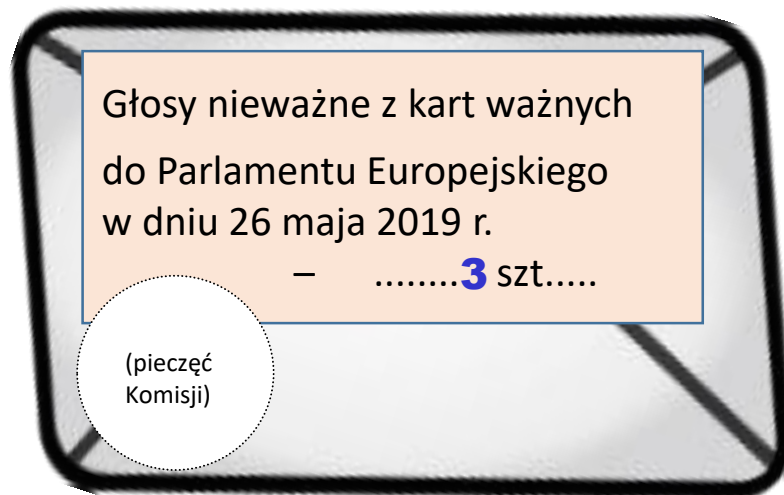 Głosy nieważne z kart ważnych
do Parlamentu Europejskiego
w dniu 26 maja 2019 r.
– ........3 szt.....
(pieczęć
Komisji)